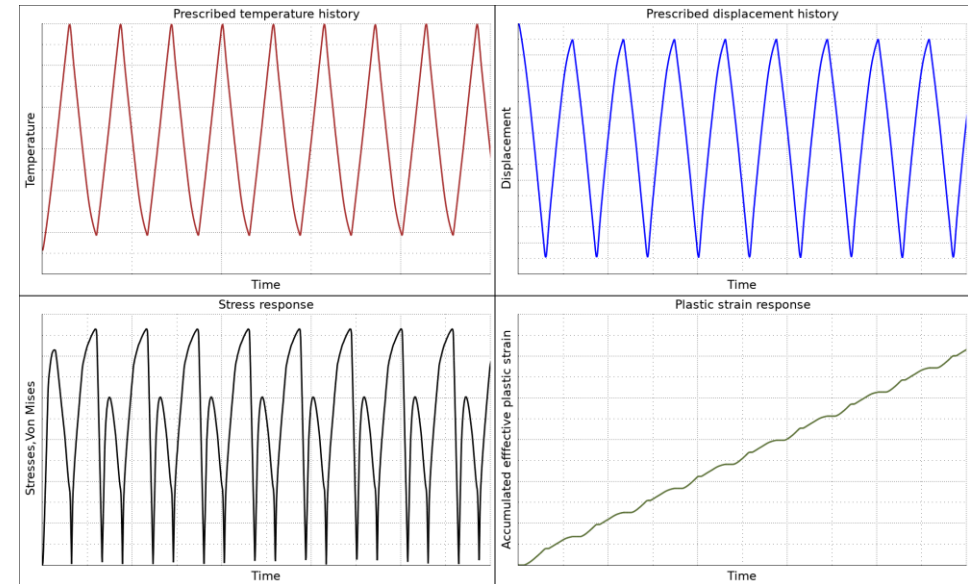 Prescribed temperature history
Temperature
Time
Prescribed displacement history
Displacement
Time
Stress response
Stresses,Von Mises
Time
Plastic strain response
Accumulated efffective plastic strain
Time